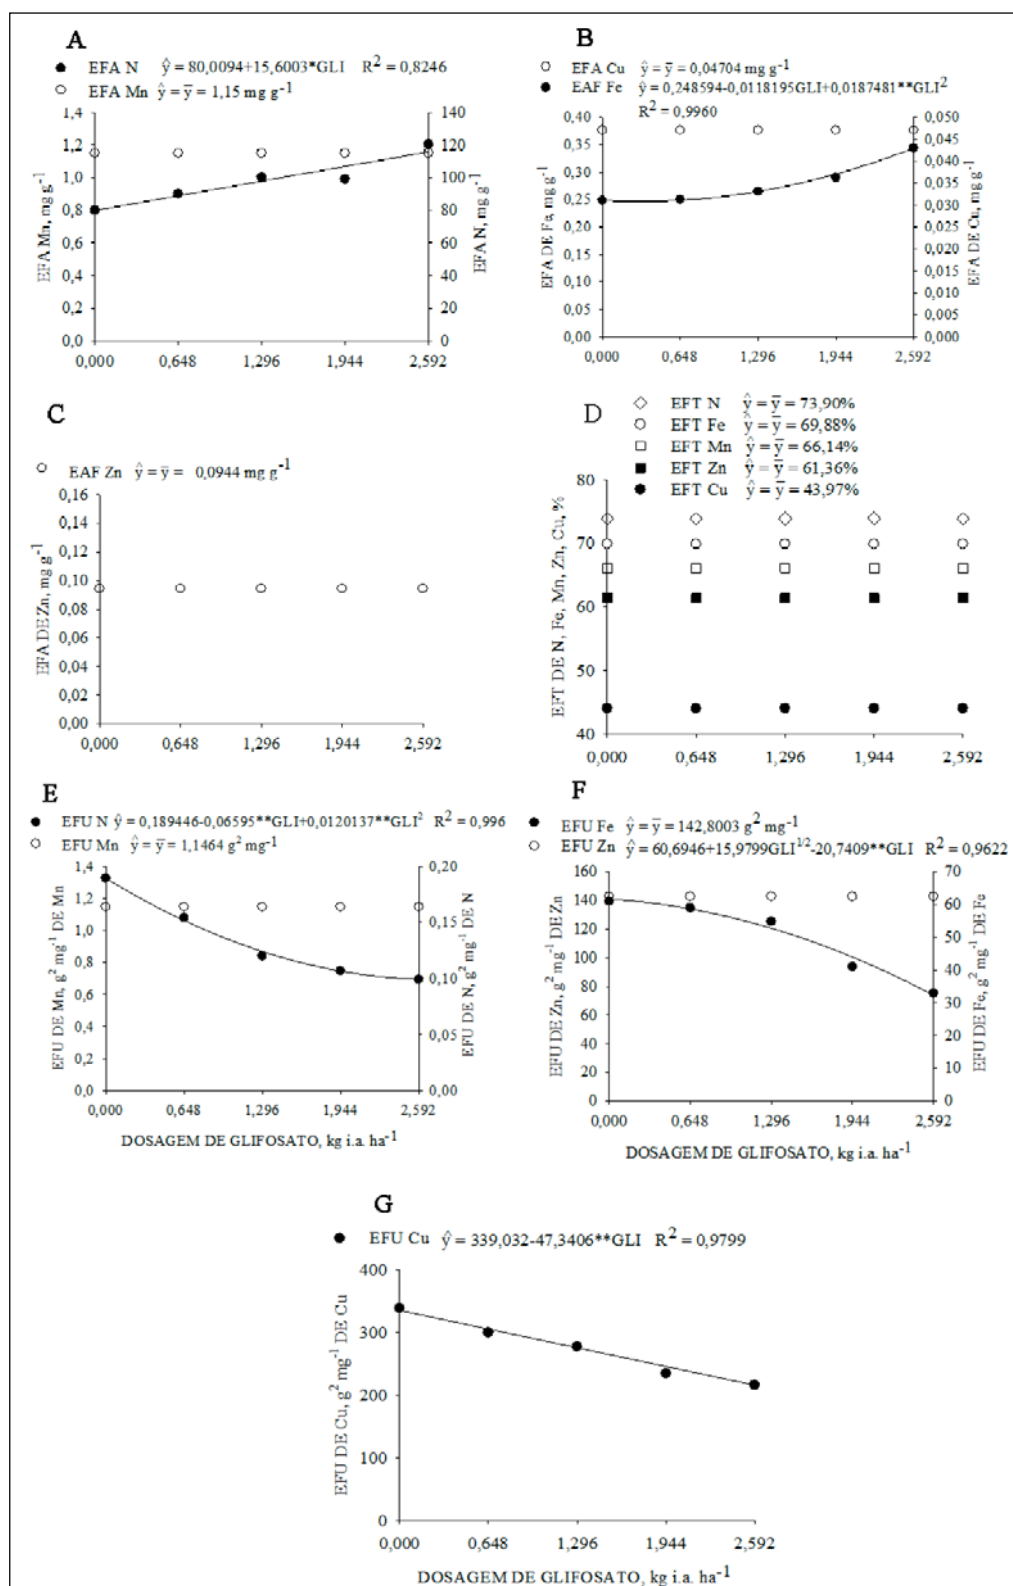 A
EFA N ŷ = 80,0094+15,6003*GLI R² = 0,8246
EFA Mn ŷ = y̅ = 1,15 mg g⁻¹
1,4
1,2
1,0
0,8
0,6
0,4
0,2
0,0
EFA Mn, mg g⁻¹
140
120
100
80
60
40
20
0
EFA N, mg g⁻¹
0,000 0,648 1,296 1,944 2,592
B
EFA Cu ŷ = y̅ = 0,04704 mg g⁻¹
EAF Fe ŷ = 0,248594-0,0118195GLI+0,0187481**GLI²
R² = 0,9960
0,40
0,35
0,30
0,25
0,20
0,15
0,10
0,05
0,00
EFA DE Fe, mg g⁻¹
0,050
0,045
0,040
0,035
0,030
0,025
0,020
0,015
0,010
0,005
0,000
EFA DE Cu, mg g⁻¹
0,000 0,648 1,296 1,944 2,592
C
EAF Zn ŷ = y̅ = 0,0944 mg g⁻¹
0,16
0,14
0,12
0,10
0,08
0,06
0,04
0,02
0,00
EFA DE Zn, mg g⁻¹
0,000 0,648 1,296 1,944 2,592
D
EFT N ŷ = y̅ = 73,90%
EFT Fe ŷ = y̅ = 69,88%
EFT Mn ŷ = y̅ = 66,14%
EFT Zn ŷ = y̅ = 61,36%
EFT Cu ŷ = y̅ = 43,97%
80
70
60
50
40
EFT DE N, Fe, Mn, Zn, Cu, %
0,000 0,648 1,296 1,944 2,592
E
EFU N ŷ = 0,189446-0,06595**GLI+0,0120137**GLI² R² = 0,996
EFU Mn ŷ = y̅ = 1,1464 g² mg⁻¹
1,4
1,2
1,0
0,8
0,6
0,4
0,2
0,0
EFU DE Mn, g² mg⁻¹ DE Mn
0,20
0,15
0,10
0,05
0,00
EFU DE N, g² mg⁻¹ DE N
0,000 0,648 1,296 1,944 2,592
DOSAGEM DE GLIFOSATO, kg i.a. ha⁻¹
F
EFU Fe ŷ = y̅ = 142,8003 g² mg⁻¹
EFU Zn ŷ = 60,6946+15,9799GLI¹/²-20,7409**GLI R² = 0,9622
160
140
120
100
80
60
40
20
0
EFU DE Zn, g² mg⁻¹ DE Zn
70
60
50
40
30
20
10
0
EFU DE Fe, g² mg⁻¹ DE Fe
0,000 0,648 1,296 1,944 2,592
DOSAGEM DE GLIFOSATO, kg i.a. ha⁻¹
G
EFU Cu ŷ = 339,032-47,3406**GLI R² = 0,9799
400
300
200
100
0
EFU DE Cu, g² mg⁻¹ DE Cu
0,000 0,648 1,296 1,944 2,592
DOSAGEM DE GLIFOSATO, kg i.a. ha⁻¹